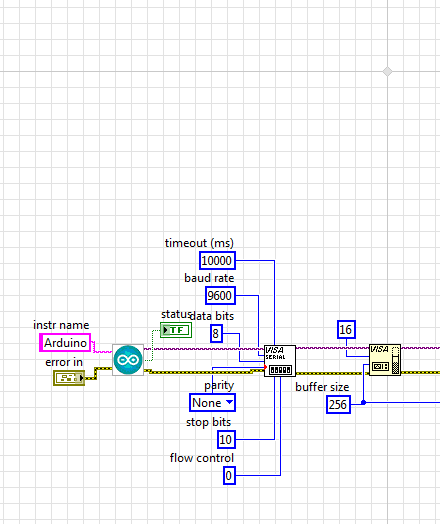 timeout (ms)
10000
baud rate
9600
status
data bits
TF
8
instr name
Arduino
error in
VISA
SERIAL
16
VISA
parity
None
buffer size
256
stop bits
10
flow control
0